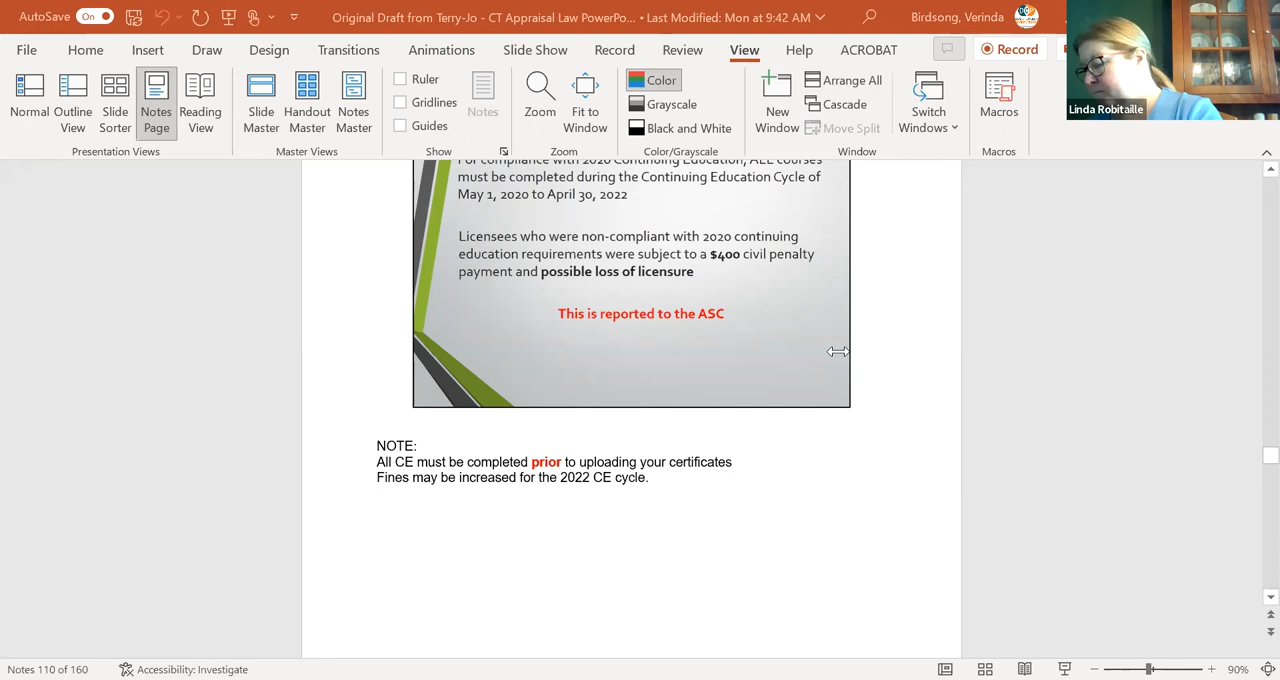 AutoSave On Original Draft from Terry-Jo - CT Appraisal Law PowerPo... • Last Modified: Mon at 9:42 AM Birdsong, Verinda
File Home Insert Draw Design Transitions Animations Slide Show Record Review View Help ACROBAT Record
Normal Outline View Slide Sorter Notes Page Reading View
Presentation Views
Slide Master Handout Master Notes Master
Master Views
Ruler
Gridlines
Guides
Notes
Show
Zoom Fit to Window
Zoom
Color
Grayscale
Black and White
Color/Grayscale
New Window
Arrange All
Cascade
Move Split
Switch Windows
Window
Macros
Macros
Linda Robitaille
For compliance with 2020 Continuing Education, ALL courses
must be completed during the Continuing Education Cycle of
May 1, 2020 to April 30, 2022
Licensees who were non-compliant with 2020 continuing
education requirements were subject to a $400 civil penalty
payment and possible loss of licensure
This is reported to the ASC
NOTE:
All CE must be completed prior to uploading your certificates
Fines may be increased for the 2022 CE cycle.
Notes 110 of 160 Accessibility: Investigate 90%